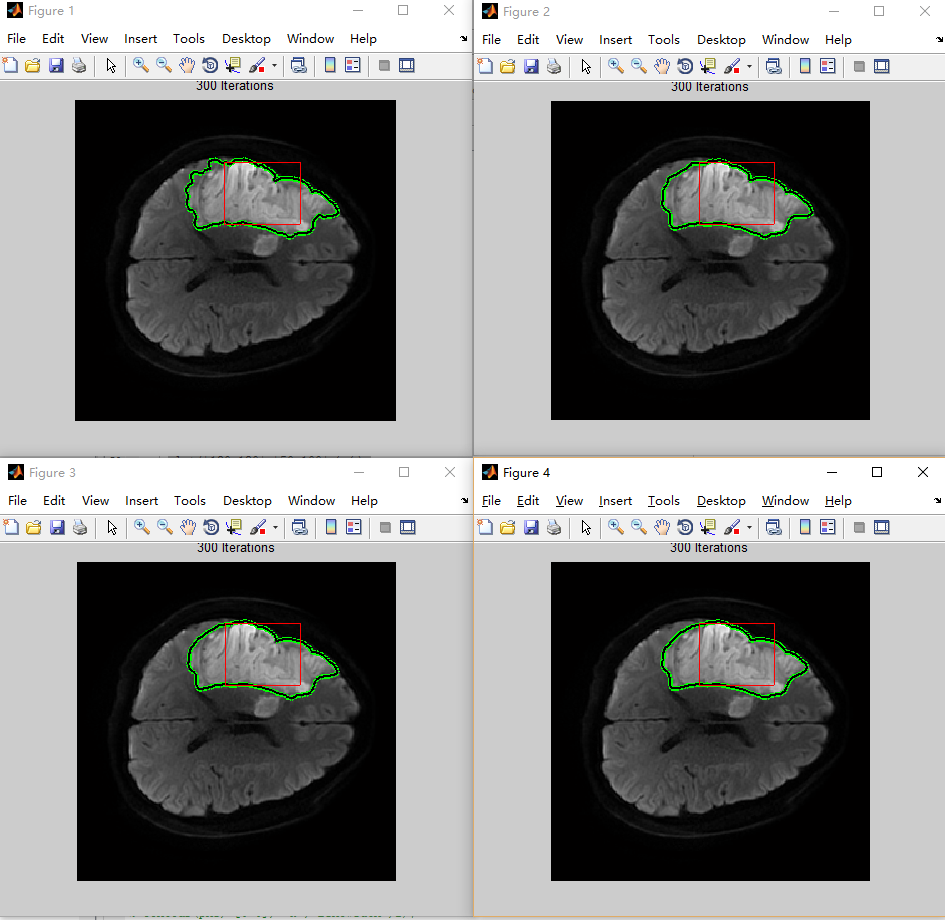 Figure 1
File Edit View Insert Tools Desktop Window Help
300 Iterations
Figure 2
File Edit View Insert Tools Desktop Window Help
300 Iterations
Figure 3
File Edit View Insert Tools Desktop Window Help
300 Iterations
Figure 4
File Edit View Insert Tools Desktop Window Help
300 Iterations